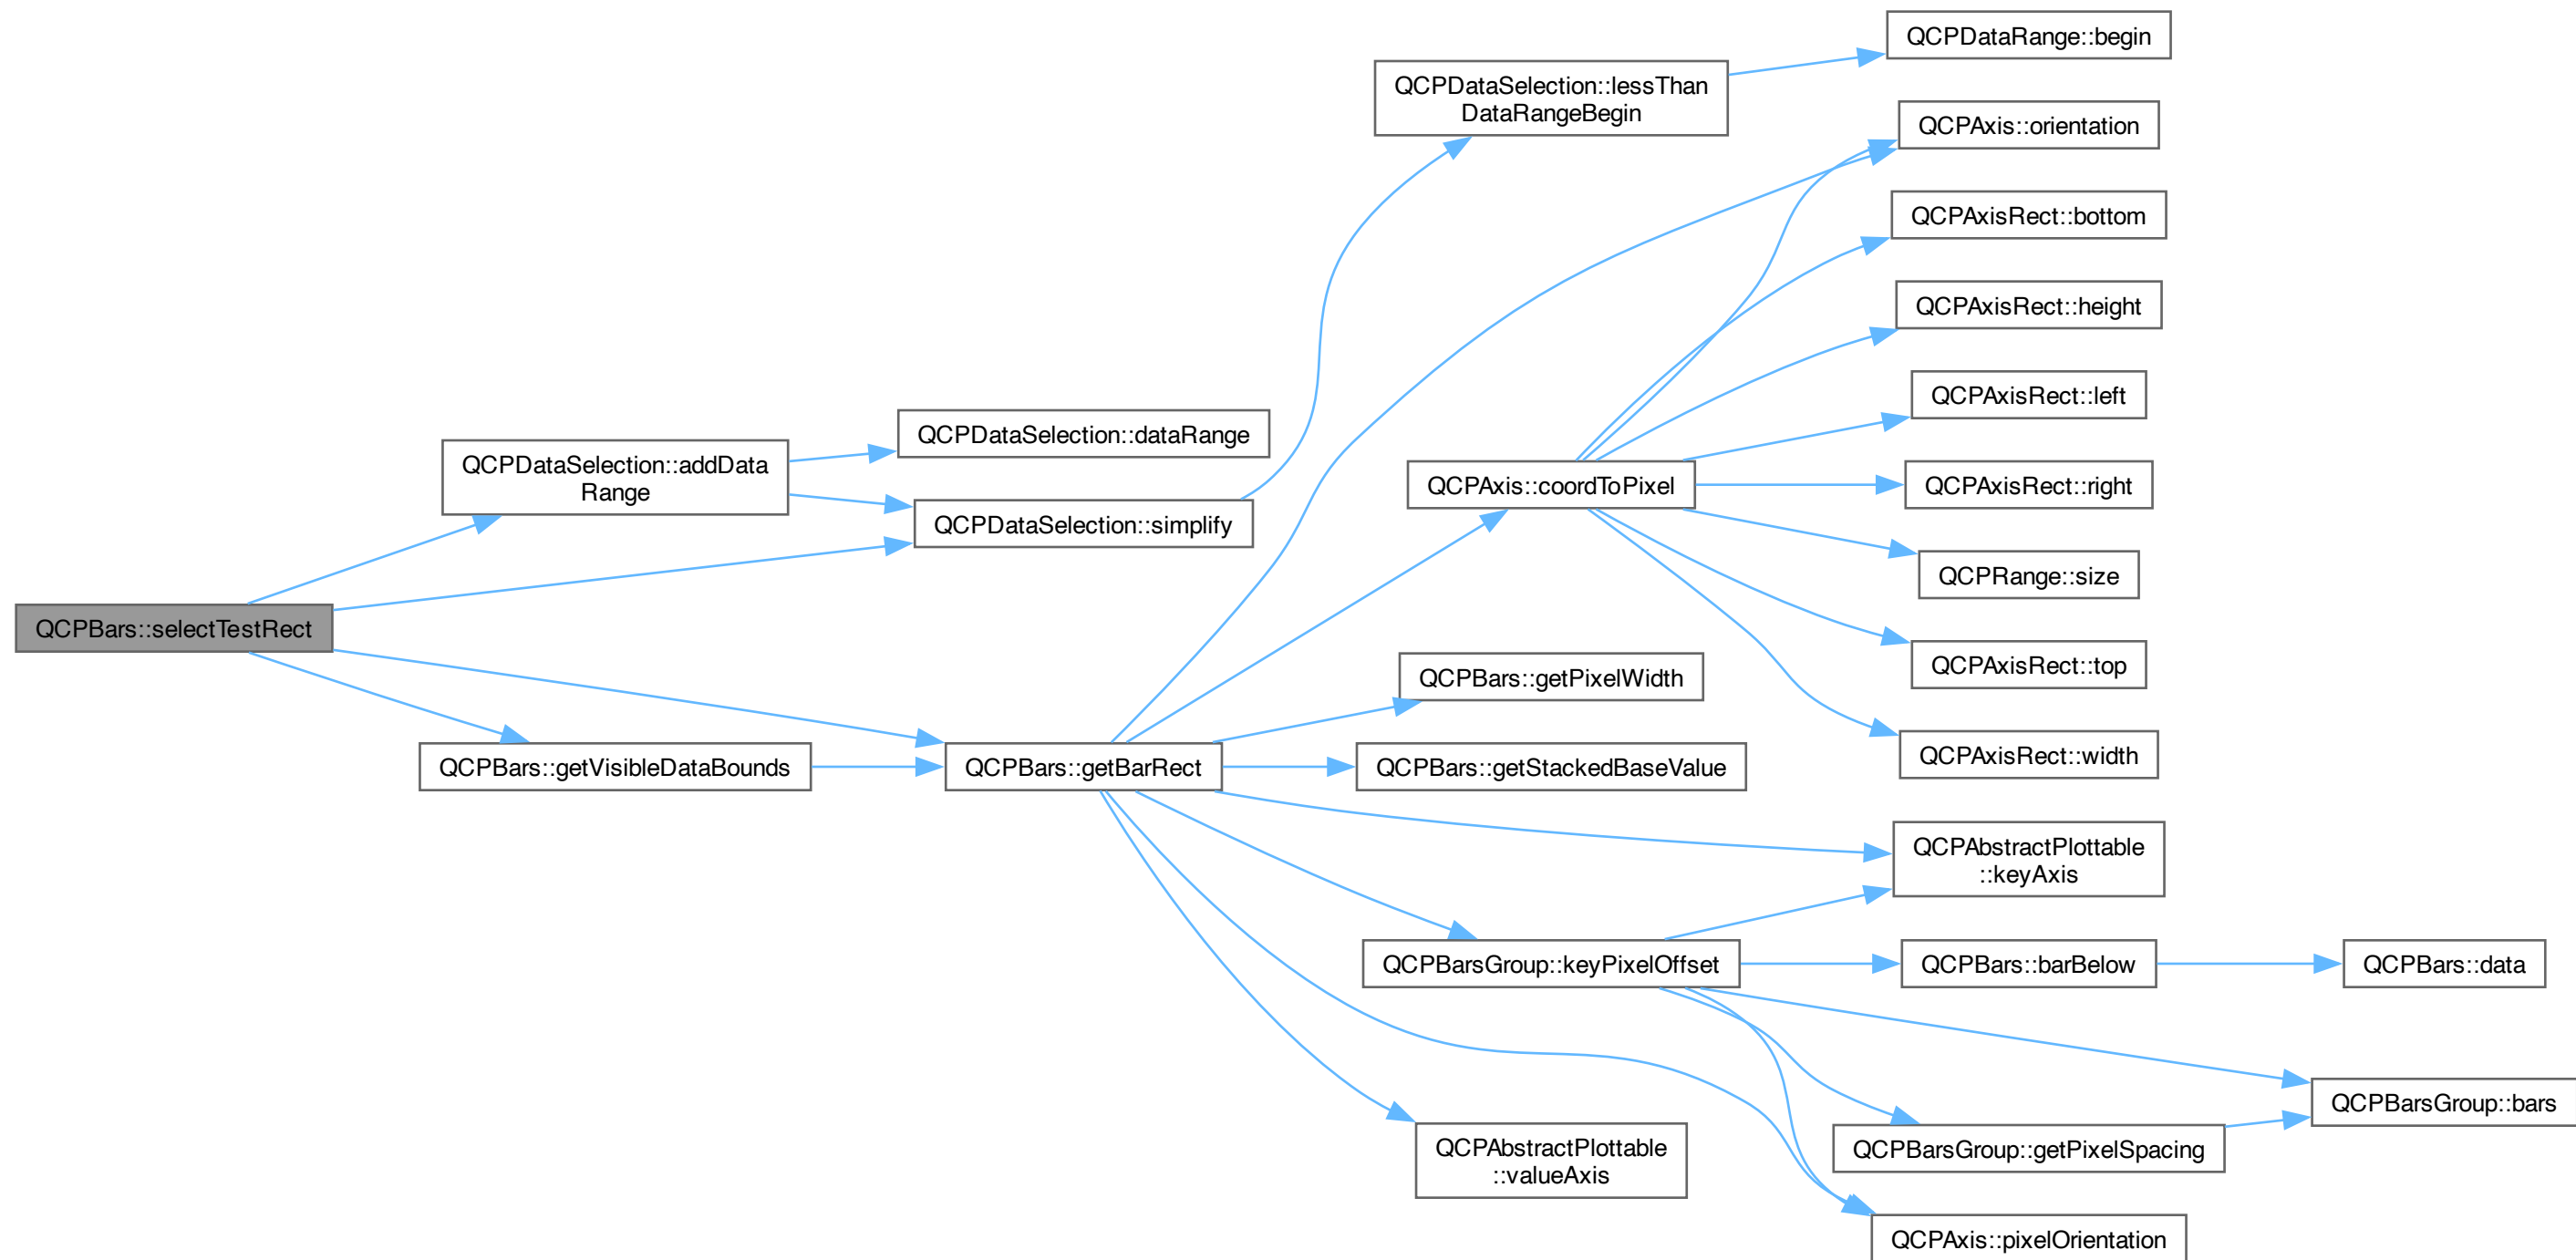 QCPBars::selectTestRect
QCPDataSelection::addData
Range
QCPBars::getVisibleDataBounds
QCPDataSelection::dataRange
QCPDataSelection::simplify
QCPBars::getBarRect
QCPDataSelection::lessThan
DataRangeBegin
QCPAxis::coordToPixel
QCPBars::getPixelWidth
QCPBars::getStackedBaseValue
QCPBarsGroup::keyPixelOffset
QCPAbstractPlottable
::valueAxis
QCPDataRange::begin
QCPAxis::orientation
QCPAxisRect::bottom
QCPAxisRect::height
QCPAxisRect::left
QCPAxisRect::right
QCPRange::size
QCPAxisRect::top
QCPAxisRect::width
QCPAbstractPlottable
::keyAxis
QCPBars::barBelow
QCPBarsGroup::getPixelSpacing
QCPAxis::pixelOrientation
QCPBars::data
QCPBarsGroup::bars